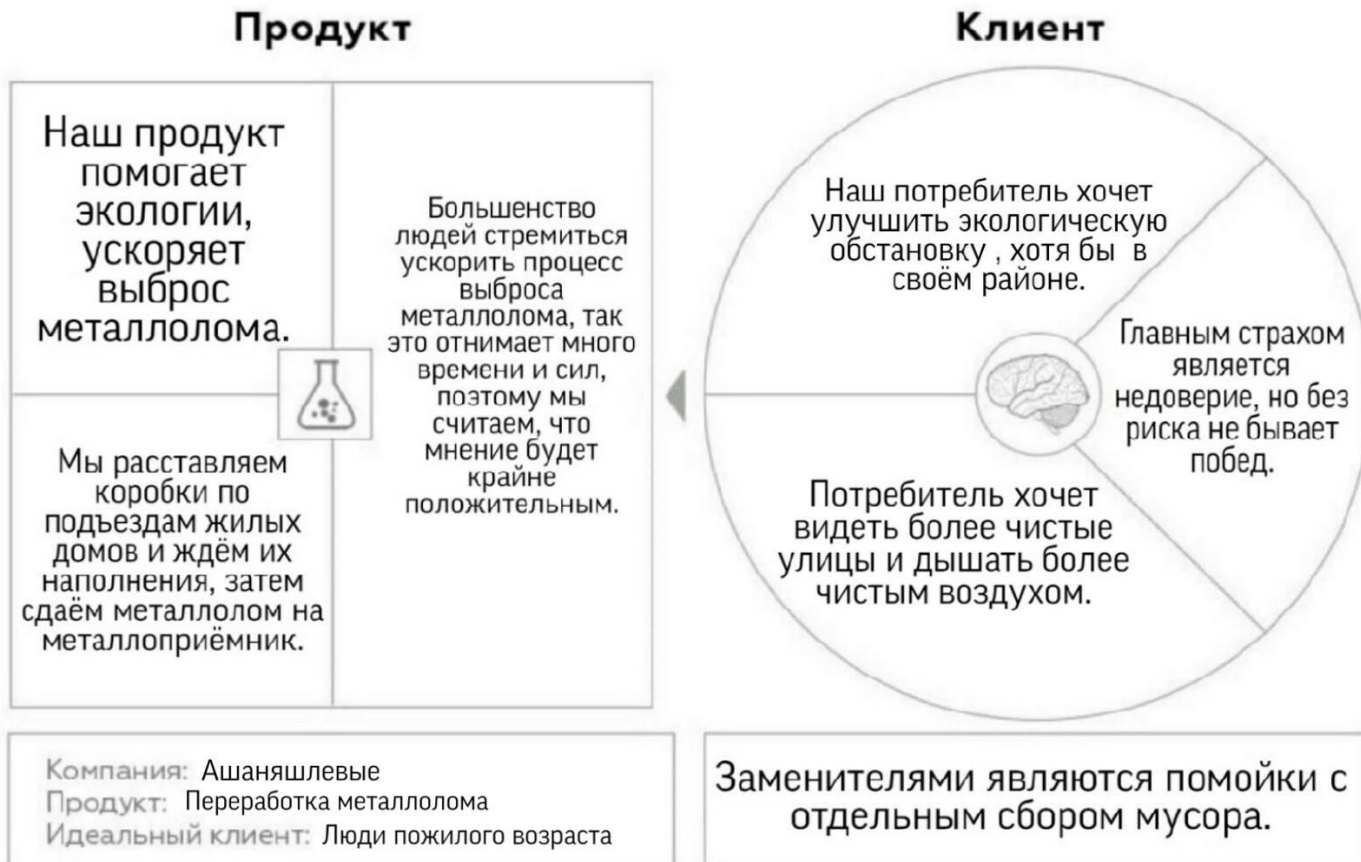 Продукт
Клиент
Наш продукт
помогает
экологии,
ускоряет
выброс
металлолома.
Большенство
людей стремиться
ускорить процесс
выброса
металлолома, так
это отнимает много
времени и сил,
поэтому мы
считаем, что
мнение будет
крайне
положительным.
Мы расставляем
коробки по
подъездам жилых
домов и ждём их
наполнения, затем
сдаём металлолом на
металлоприёмник.
Наш потребитель хочет
улучшить экологическую
обстановку , хотя бы в
своём районе.
Главным страхом
является
недоверие, но без
риска не бывает
побед.
Потребитель хочет
видеть более чистые
улицы и дышать более
чистым воздухом.
Компания: Ашаняшлевые
Продукт: Переработка металлолома
Идеальный клиент: Люди пожилого возраста
Заменителями являются помойки с
отдельным сбором мусора.